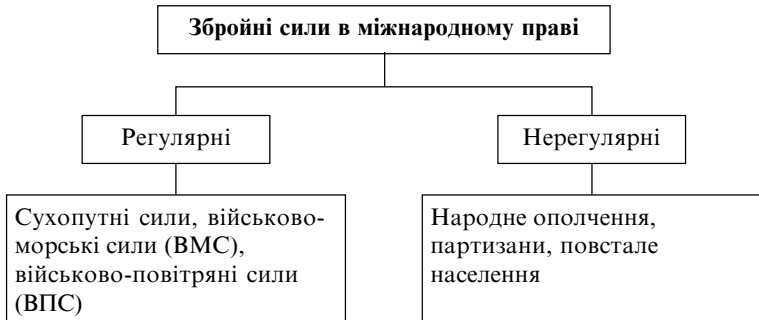 Збройні сили в міжнародному праві
Регулярні
Нерегулярні
Сухопутні сили, військово-
морські сили (ВМС),
військово-повітряні сили
(ВПС)
Народне ополчення,
партизани, повстале
населення